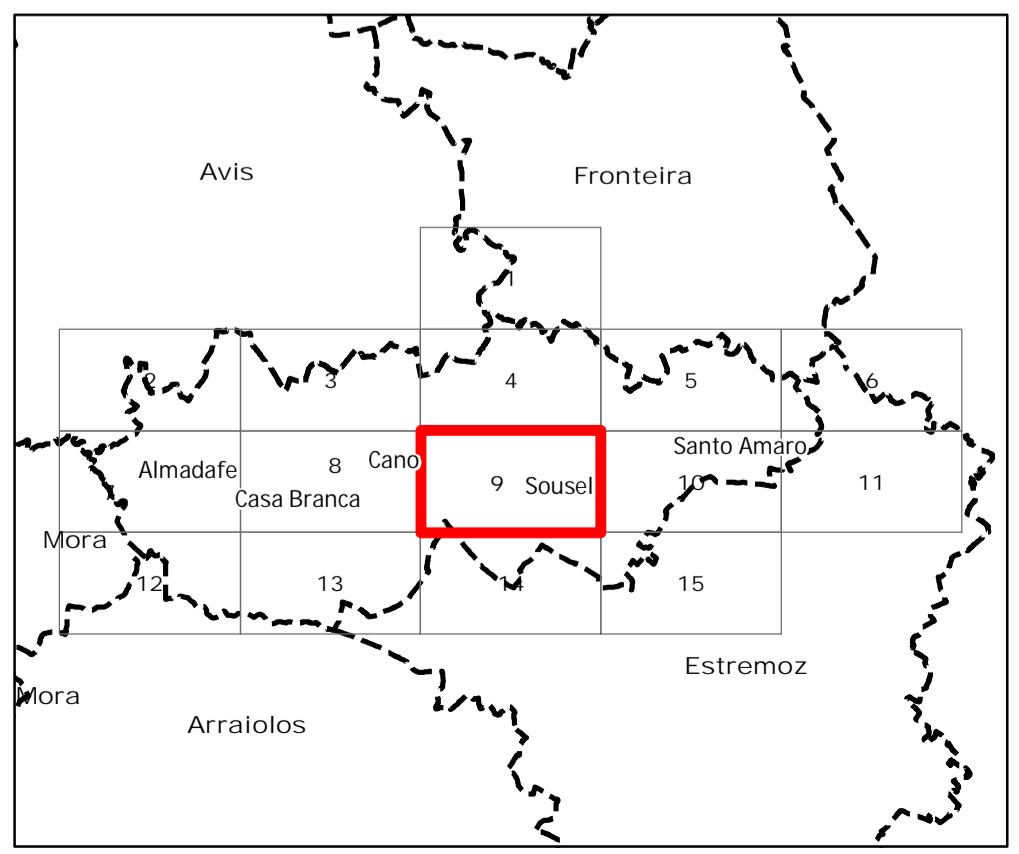 Avis
Fronteira
1
2
3
4
5
6
Santo Amaro
Cano
8
Almadafe
9
Sousel
10
11
Casa Branca
Mora
12
13
14
15
Estremoz
Mora
Arraiolos